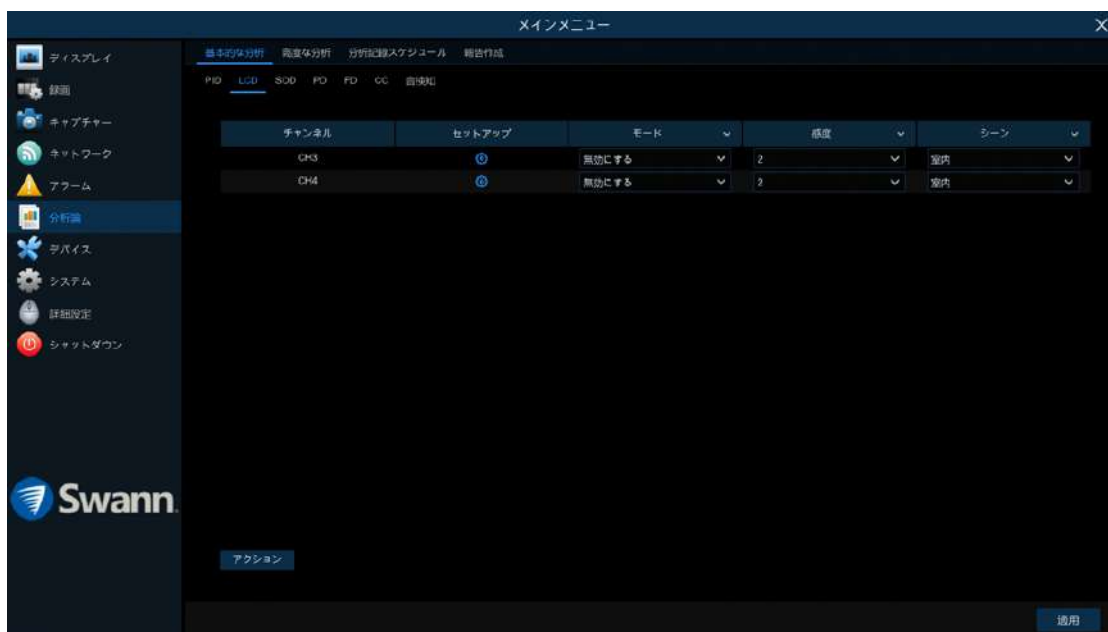 メインメニュー X
ディスプレイ
録画
キャプチャー
ネットワーク
アラーム
分析論
デバイス
システム
詳細設定
シャットダウン
Swann
基本的な分析 高度な分析 分析記録スケジュール 報告作成
PID LCD SOD PD FD CC 音検知
チャンネル セットアップ モード 感度 シーン
CH3 無効にする 2 室内
CH4 無効にする 2 室内
アクション
適用